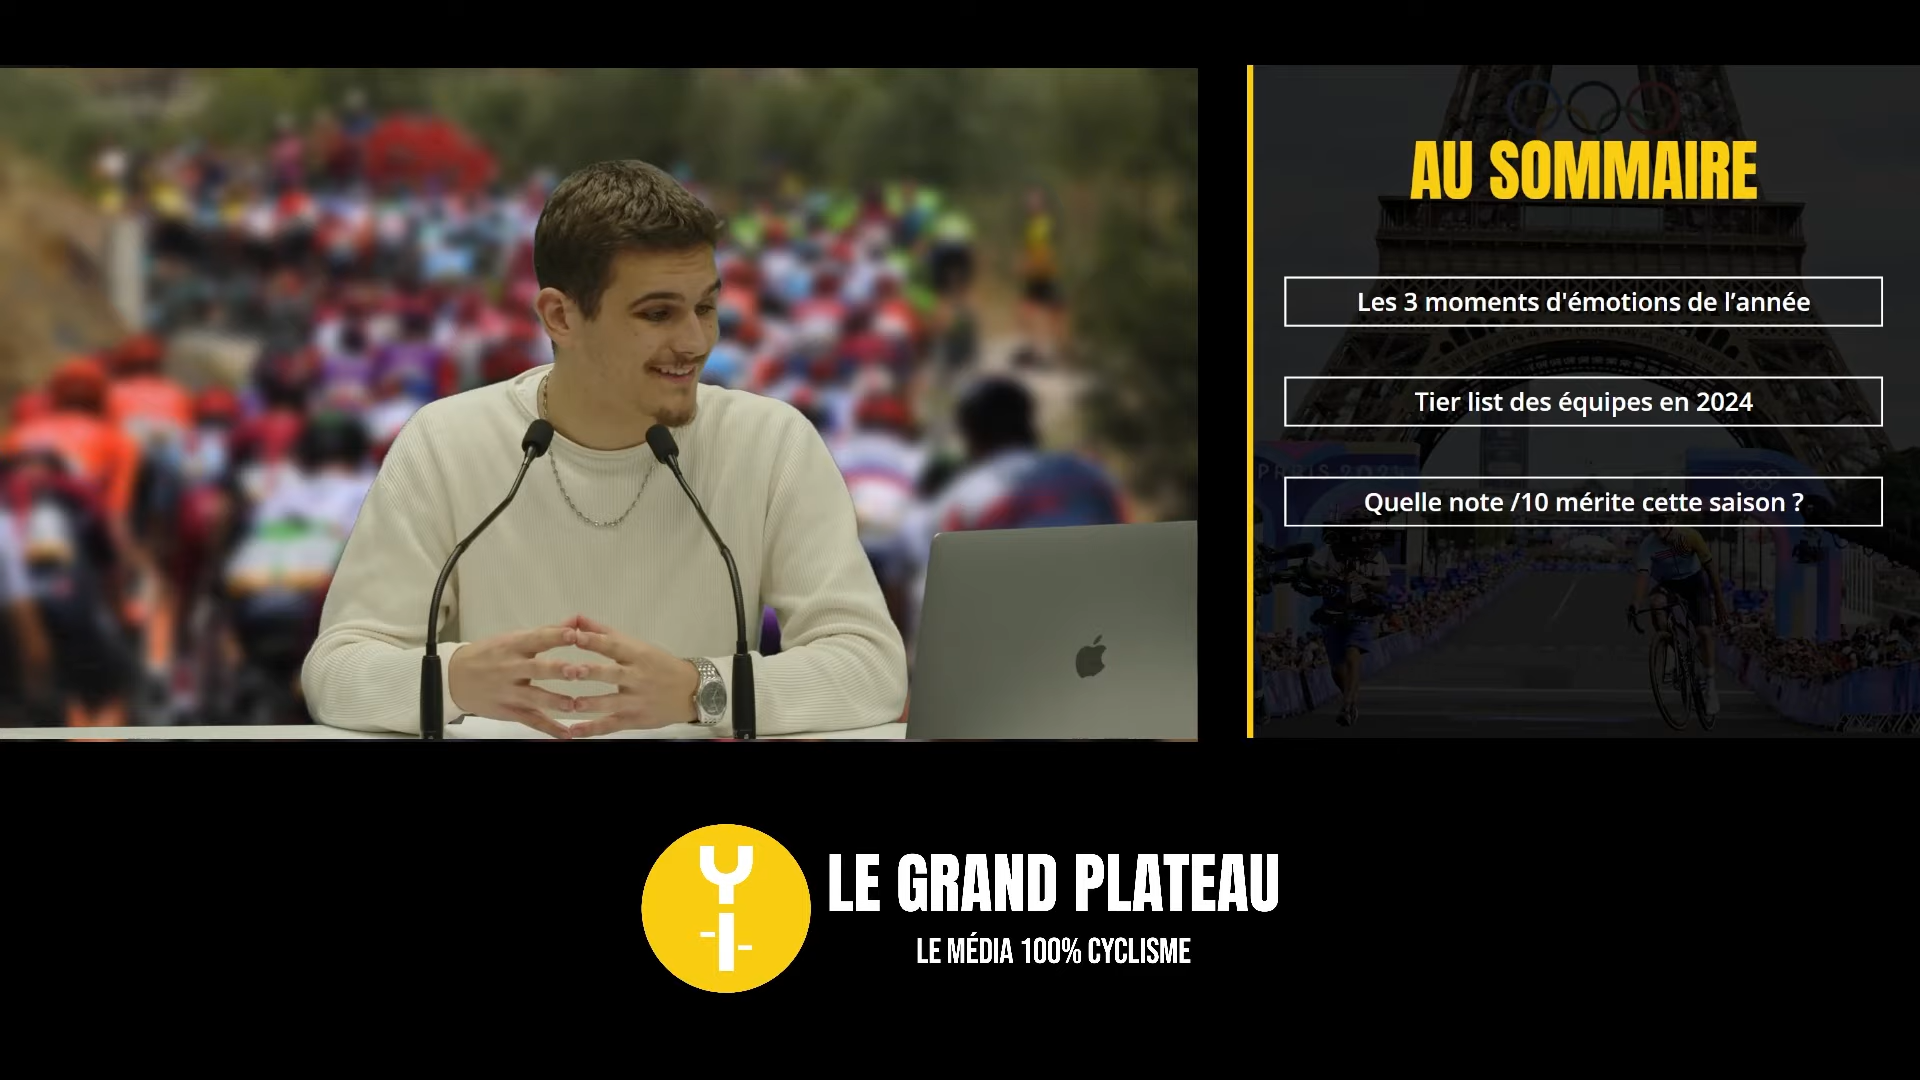 AU SOMMAIRE
Les 3 moments d'émotions de l’année
Tier list des équipes en 2024
Quelle note /10 mérite cette saison ?
LE GRAND PLATEAU
LE MÉDIA 100% CYCLISME